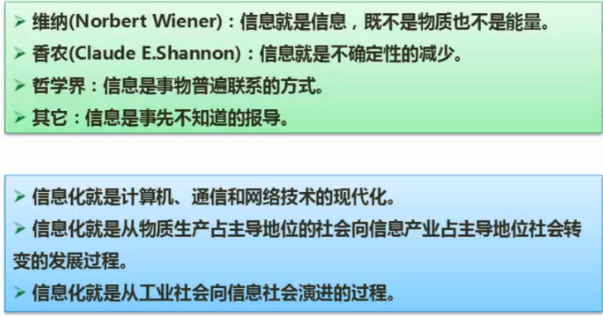 ➢ 维纳(Norbert Wiener)：信息就是信息，既不是物质也不是能量。
➢ 香农(Claude E.Shannon)：信息就是不确定性的减少。
➢ 哲学界：信息是事物普遍联系的方式。
➢ 其它：信息是事先不知道的报导。
➢ 信息化就是计算机、通信和网络技术的现代化。
➢ 信息化就是从物质生产占主导地位的社会向信息产业占主导地位社会转
变的发展过程。
➢ 信息化就是从工业社会向信息社会演进的过程。